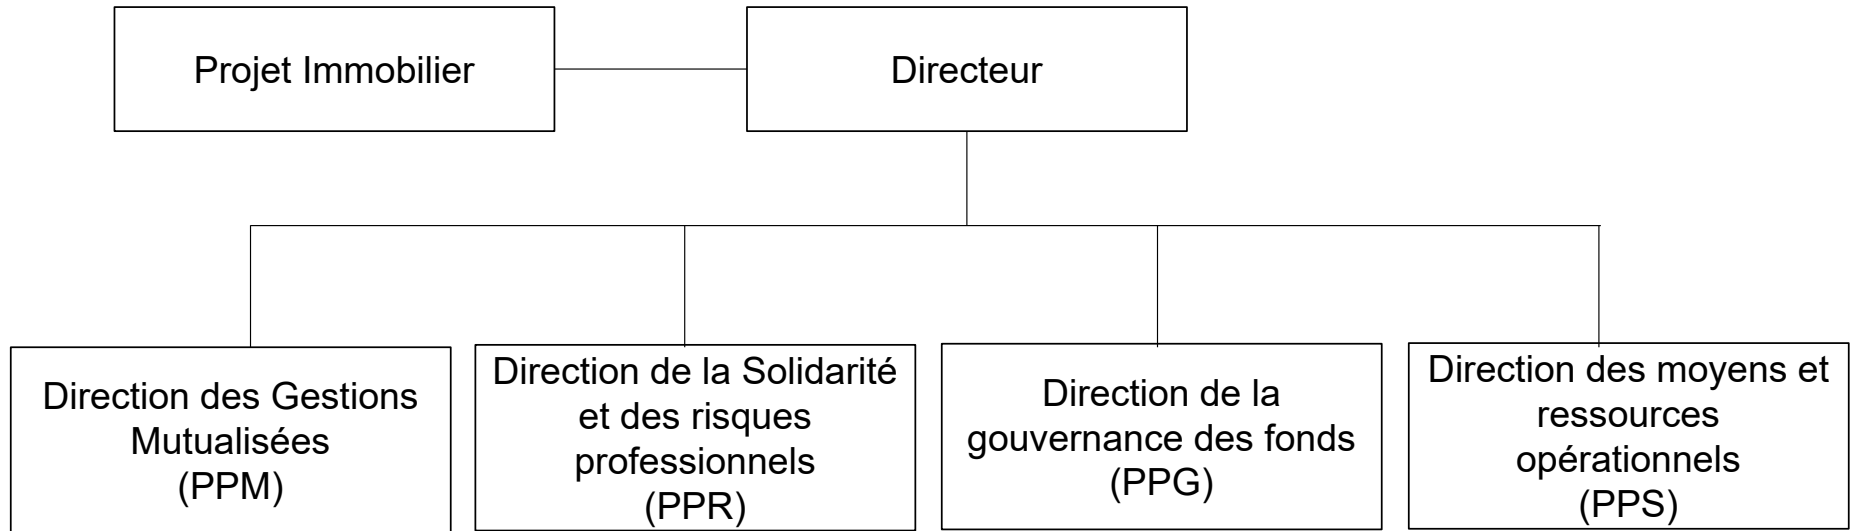 Projet Immobilier
Directeur
Direction des Gestions
Mutualisées
(PPM)
Direction de la Solidarité
et des risques
professionnels
(PPR)
Direction de la
gouvernance des fonds
(PPG)
Direction des moyens et
ressources
opérationnels
(PPS)